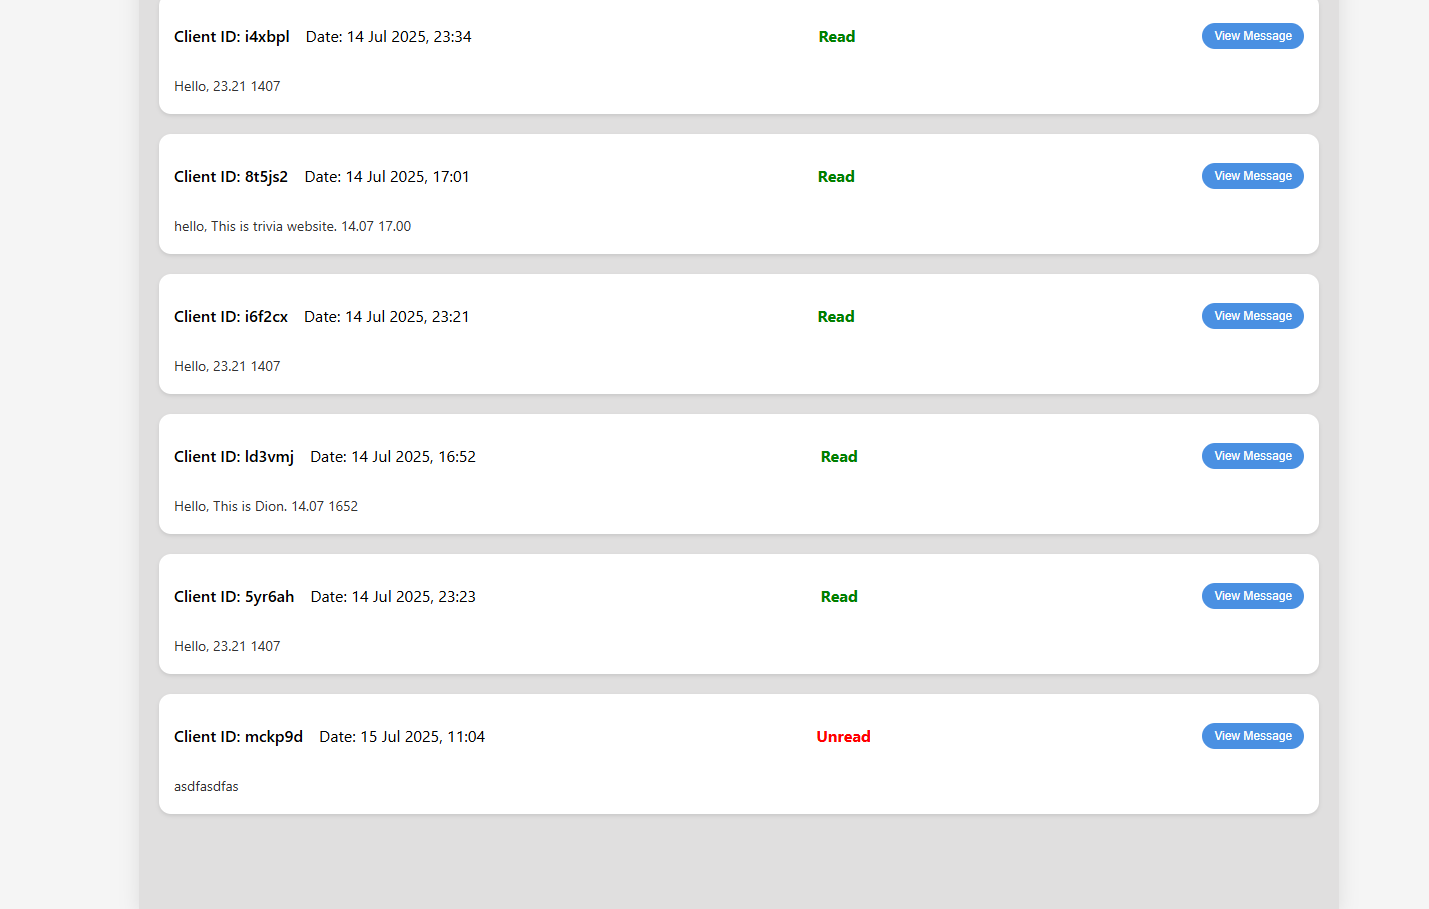 Client ID: i4xbpl Date: 14 Jul 2025, 23:34 Read View Message
Hello, 23.21 1407
Client ID: 8t5js2 Date: 14 Jul 2025, 17:01 Read View Message
hello, This is trivia website. 14.07 17.00
Client ID: i6f2cx Date: 14 Jul 2025, 23:21 Read View Message
Hello, 23.21 1407
Client ID: ld3vmj Date: 14 Jul 2025, 16:52 Read View Message
Hello, This is Dion. 14.07 1652
Client ID: 5yr6ah Date: 14 Jul 2025, 23:23 Read View Message
Hello, 23.21 1407
Client ID: mckp9d Date: 15 Jul 2025, 11:04 Unread View Message
asdfasdfas